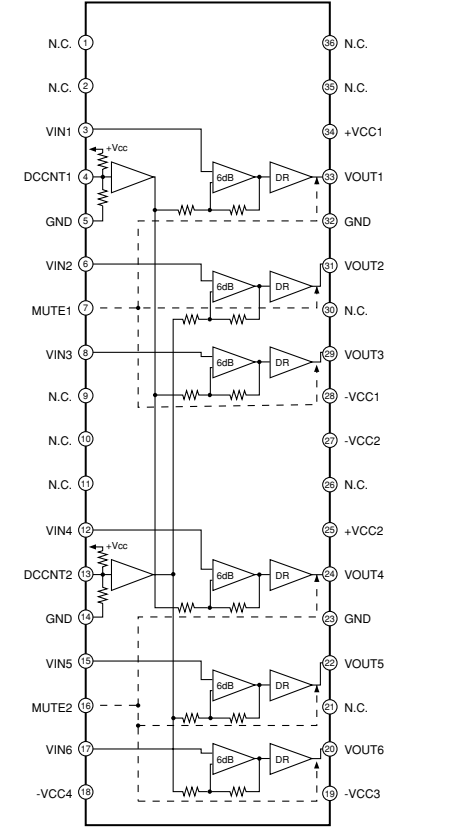 N.C. 1 36 N.C.
N.C. 2 35 N.C.
VIN1 3 34 +VCC1
+Vcc
DCCNT1 4 6dB DR 33 VOUT1
GND 5 32 GND
VIN2 6 31 VOUT2
6dB DR
MUTE1 7 30 N.C.
VIN3 8 29 VOUT3
6dB DR
N.C. 9 28 -VCC1
N.C. 10 27 -VCC2
N.C. 11 26 N.C.
VIN4 12 25 +VCC2
+Vcc
DCCNT2 13 6dB DR 24 VOUT4
GND 14 23 GND
VIN5 15 22 VOUT5
6dB DR
MUTE2 16 21 N.C.
VIN6 17 20 VOUT6
6dB DR
-VCC4 18 19 -VCC3